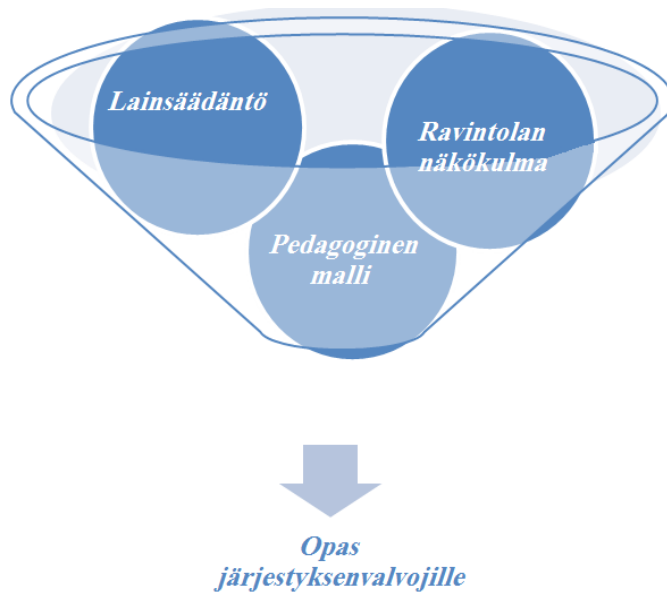 Lainsäädäntö
Ravintolan
näkökulma
Pedagoginen
malli
Opas
järjestyksenvalvojille